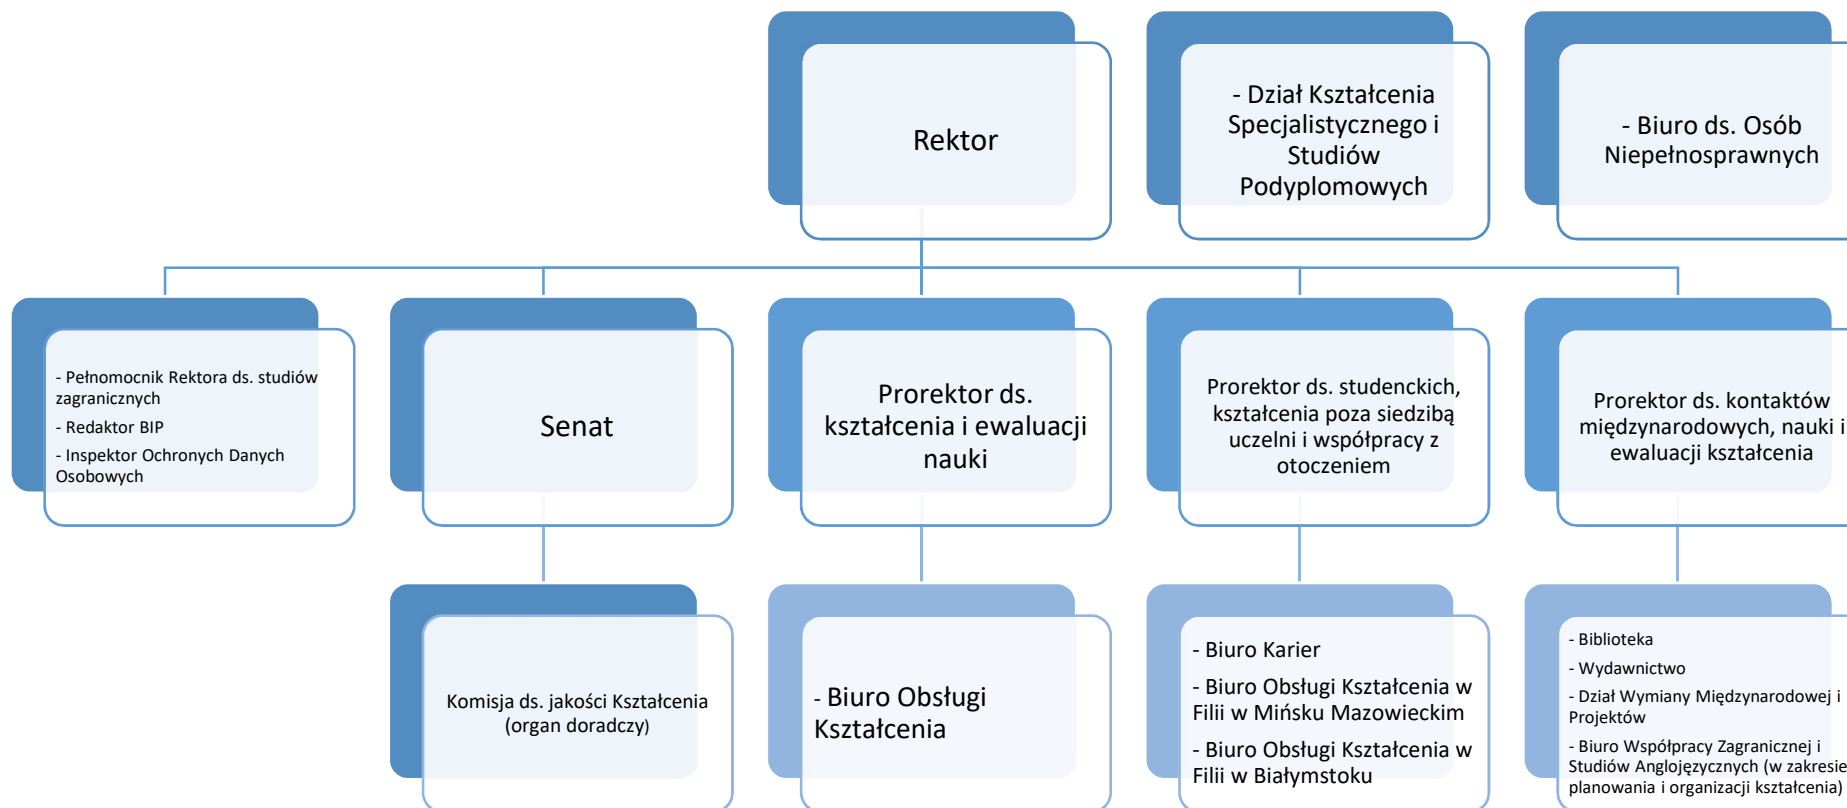 Rektor
- Dział Kształcenia
Specjalistycznego i
Studiów
Podyplomowych
- Biuro ds. Osób
Niepełnosprawnych
- Pełnomocnik Rektora ds. studiów
zagranicznych
- Redaktor BIP
- Inspektor Ochronych Danych
Osobowych
Senat
Prorektor ds.
kształcenia i ewaluacji
nauki
Prorektor ds. studenckich,
kształcenia poza siedzibą
uczelni i współpracy z
otoczeniem
Prorektor ds. kontaktów
międzynarodowych, nauki i
ewaluacji kształcenia
Komisja ds. jakości Kształcenia
(organ doradczy)
- Biuro Obsługi
Kształcenia
- Biuro Karier
- Biuro Obsługi Kształcenia w
Filii w Mińsku Mazowieckim
- Biuro Obsługi Kształcenia w
Filii w Białymstoku
- Biblioteka
- Wydawnictwo
- Dział Wymiany Międzynarodowej i
Projektów
- Biuro Współpracy Zagranicznej i
Studiów Anglojęzycznych (w zakresie
planowania i organizacji kształcenia)